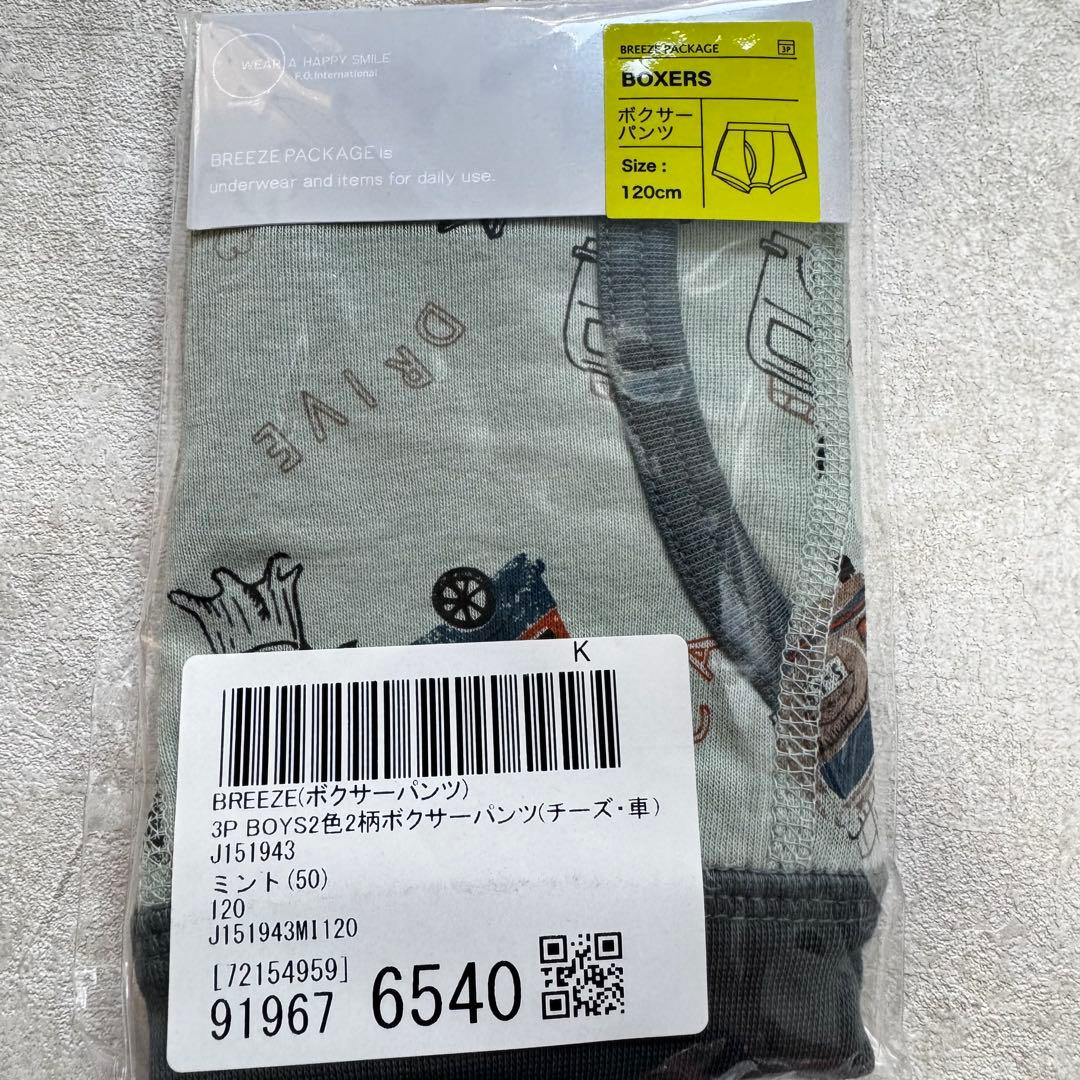 WEAR A HAPPY SMILE
F.O.International
BREEZE PACKAGE is
underwear and items for daily use.
BREEZE PACKAGE
3P
BOXERS
ボクサー
パンツ
Size :
120cm
DRIVE
K
BREEZE(ボクサーパンツ)
3P BOYS2色2柄ボクサーパンツ(チーズ・車)
J151943
ミント(50)
120
J151943MI120
[72154959]
91967 6540